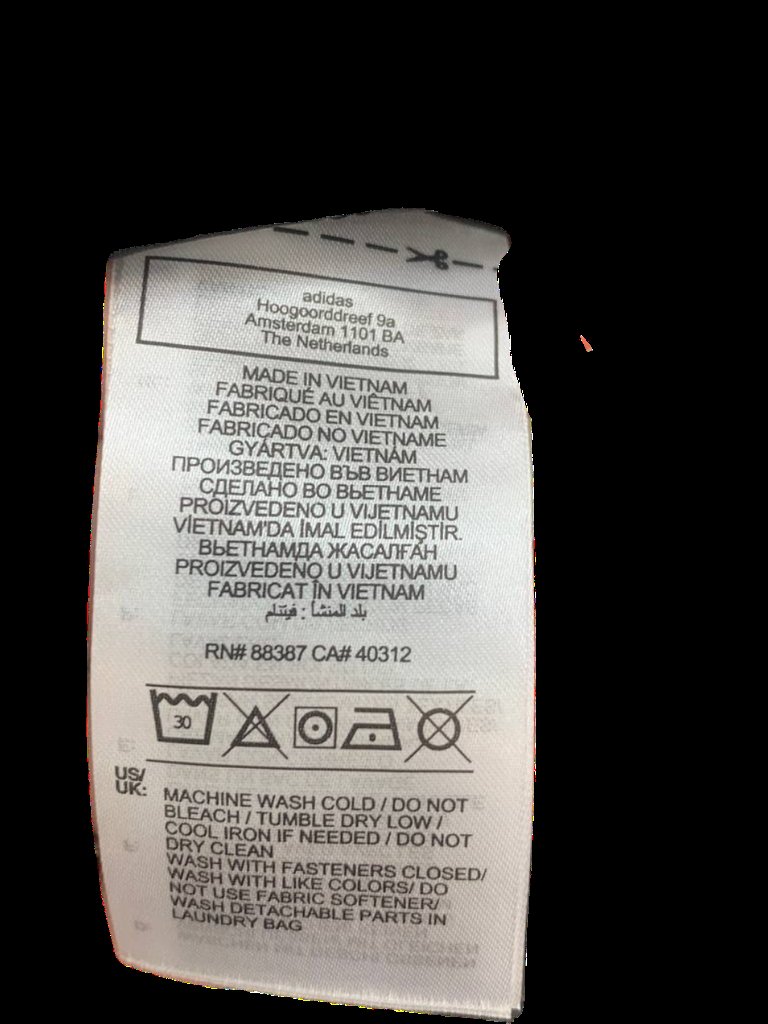 adidas
Hoogoorddreef 9a
Amsterdam 1101 BA
The Netherlands
MADE IN VIETNAM
FABRIQUÉ AU VIÊTNAM
FABRICADO EN VIETNAM
FABRICADO NO VIETNAME
GYÁRTVA: VIETNÁM
ПРОИЗВЕДЕНО ВЪВ ВИЕТНАМ
СДЕЛАНО ВО ВЬЕТНАМЕ
PROIZVEDENO U VIJETNAMU
VİETNAM'DA İMAL EDİLMİŞTİR.
ВЬЕТНАМДА ЖАСАЛҒАН
PROIZVEDENO U VIJETNAMU
FABRICAT ÎN VIETNAM
بلد المنشأ : فيتنام
RN# 88387 CA# 40312
30
US/
UK:
MACHINE WASH COLD / DO NOT
BLEACH / TUMBLE DRY LOW /
COOL IRON IF NEEDED / DO NOT
DRY CLEAN
WASH WITH FASTENERS CLOSED/
WASH WITH LIKE COLORS/ DO
NOT USE FABRIC SOFTENER/
WASH DETACHABLE PARTS IN
LAUNDRY BAG